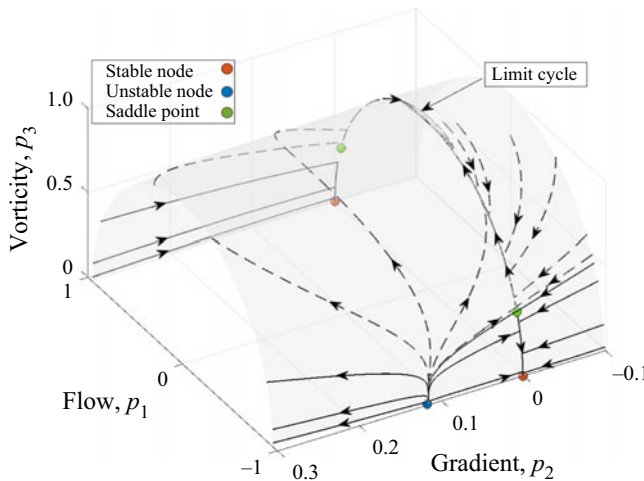 Stable node
Unstable node
Saddle point
Limit cycle
Vorticity, p3
1.0
0.5
0
1
0
−1
Flow, p1
0.3
0.2
0.1
0
−0.1
Gradient, p2